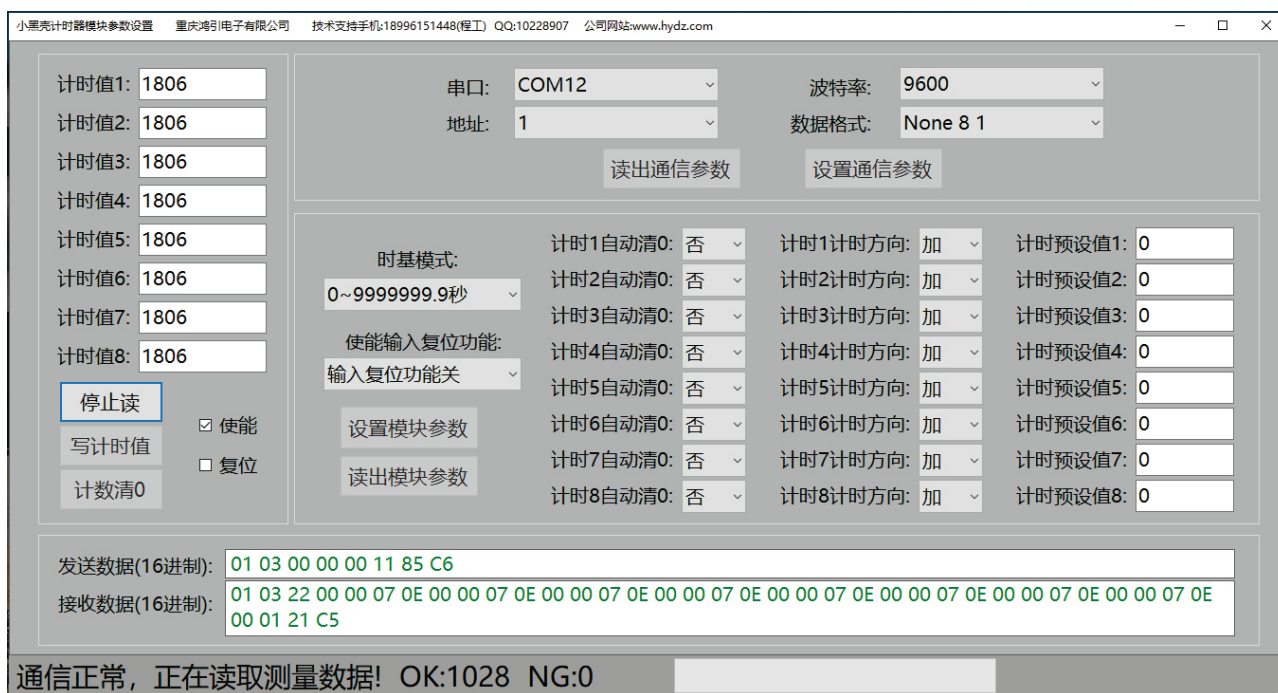 小黑壳计时器模块参数设置 重庆鸿引电子有限公司 技术支持手机:18996151448(程工) QQ:10228907 公司网站:www.hydz.com
计时值1: 1806
计时值2: 1806
计时值3: 1806
计时值4: 1806
计时值5: 1806
计时值6: 1806
计时值7: 1806
计时值8: 1806
停止读
写计时值
计数清0
使能
复位
串口: COM12 波特率: 9600
地址: 1 数据格式: None 8 1
读出通信参数 设置通信参数
时基模式:
0~9999999.9秒
使能输入复位功能:
输入复位功能关
设置模块参数
读出模块参数
计时1自动清0: 否 计时1计时方向: 加 计时预设值1: 0
计时2自动清0: 否 计时2计时方向: 加 计时预设值2: 0
计时3自动清0: 否 计时3计时方向: 加 计时预设值3: 0
计时4自动清0: 否 计时4计时方向: 加 计时预设值4: 0
计时5自动清0: 否 计时5计时方向: 加 计时预设值5: 0
计时6自动清0: 否 计时6计时方向: 加 计时预设值6: 0
计时7自动清0: 否 计时7计时方向: 加 计时预设值7: 0
计时8自动清0: 否 计时8计时方向: 加 计时预设值8: 0
发送数据(16进制): 01 03 00 00 00 11 85 C6
接收数据(16进制): 01 03 22 00 00 07 0E 00 00 07 0E 00 00 07 0E 00 00 07 0E 00 00 07 0E 00 00 07 0E 00 00 07 0E 00 00 07 0E
00 01 21 C5
通信正常，正在读取测量数据! OK:1028 NG:0